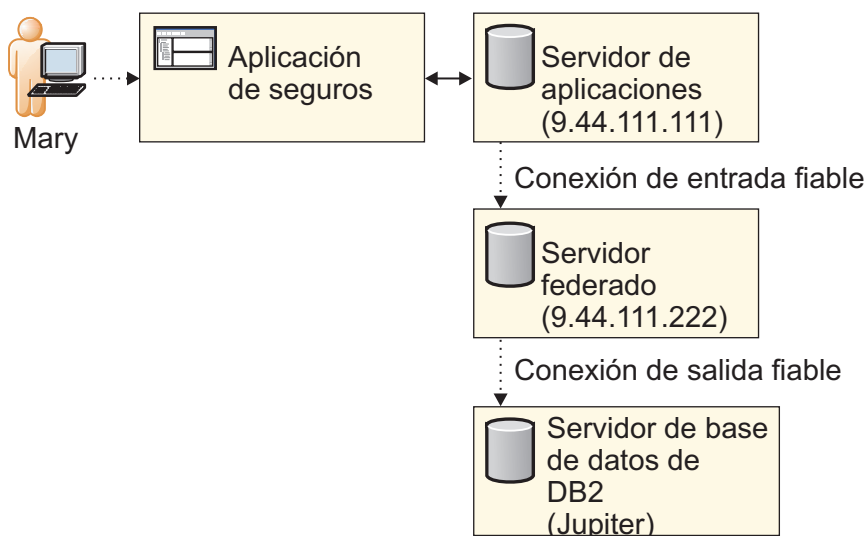 Mary
Aplicación
de seguros
Servidor de
aplicaciones
(9.44.111.111)
Conexión de entrada fiable
Servidor
federado
(9.44.111.222)
Conexión de salida fiable
Servidor de base
de datos de
DB2
(Jupiter)